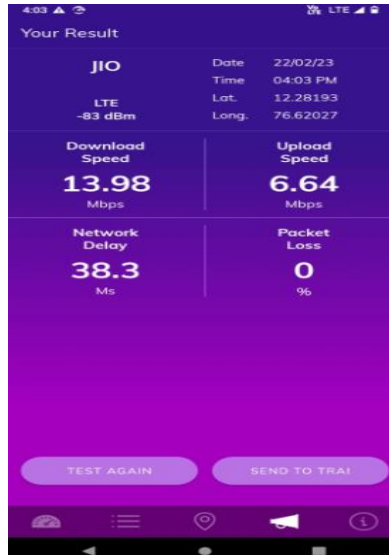 4:03 LTE
Your Result
JIO
LTE
-83 dBm
Date 22/02/23
Time 04:03 PM
Lat. 12.28193
Long. 76.62027
Download
Speed
13.98
Mbps
Upload
Speed
6.64
Mbps
Network
Delay
38.3
Ms
Packet
Loss
0
%
TEST AGAIN
SEND TO TRAI